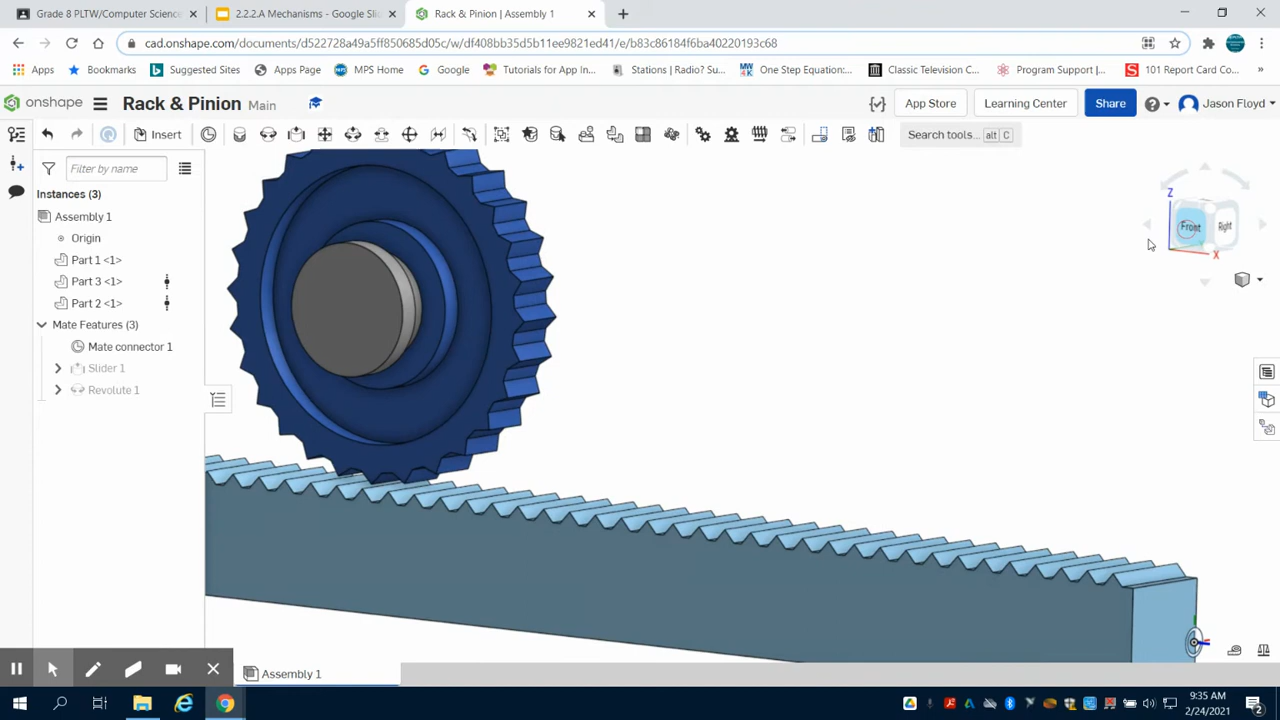 Grade 8 PLTW/Computer Science
2.2.2.A Mechanisms - Google Sli
Rack & Pinion | Assembly 1
cad.onshape.com/documents/d522728a49a5ff850685d05c/w/df408bb35d5b11ee9821ed41/e/b83c86184f6ba40220193c68
Apps
Bookmarks
Suggested Sites
Apps Page
MPS Home
Google
Tutorials for App In...
Stations | Radio? Su...
One Step Equation:...
Classic Television C...
Program Support |...
101 Report Card Co...
»
onshape
Rack & Pinion
Main
App Store
Learning Center
Share
Jason Floyd
Insert
Search tools...
alt C
Filter by name
Instances (3)
Assembly 1
Origin
Part 1 <1>
Part 3 <1>
Part 2 <1>
Mate Features (3)
Mate connector 1
Slider 1
Revolute 1
Z
Front
Right
X
Assembly 1
9:35 AM
2/24/2021
2